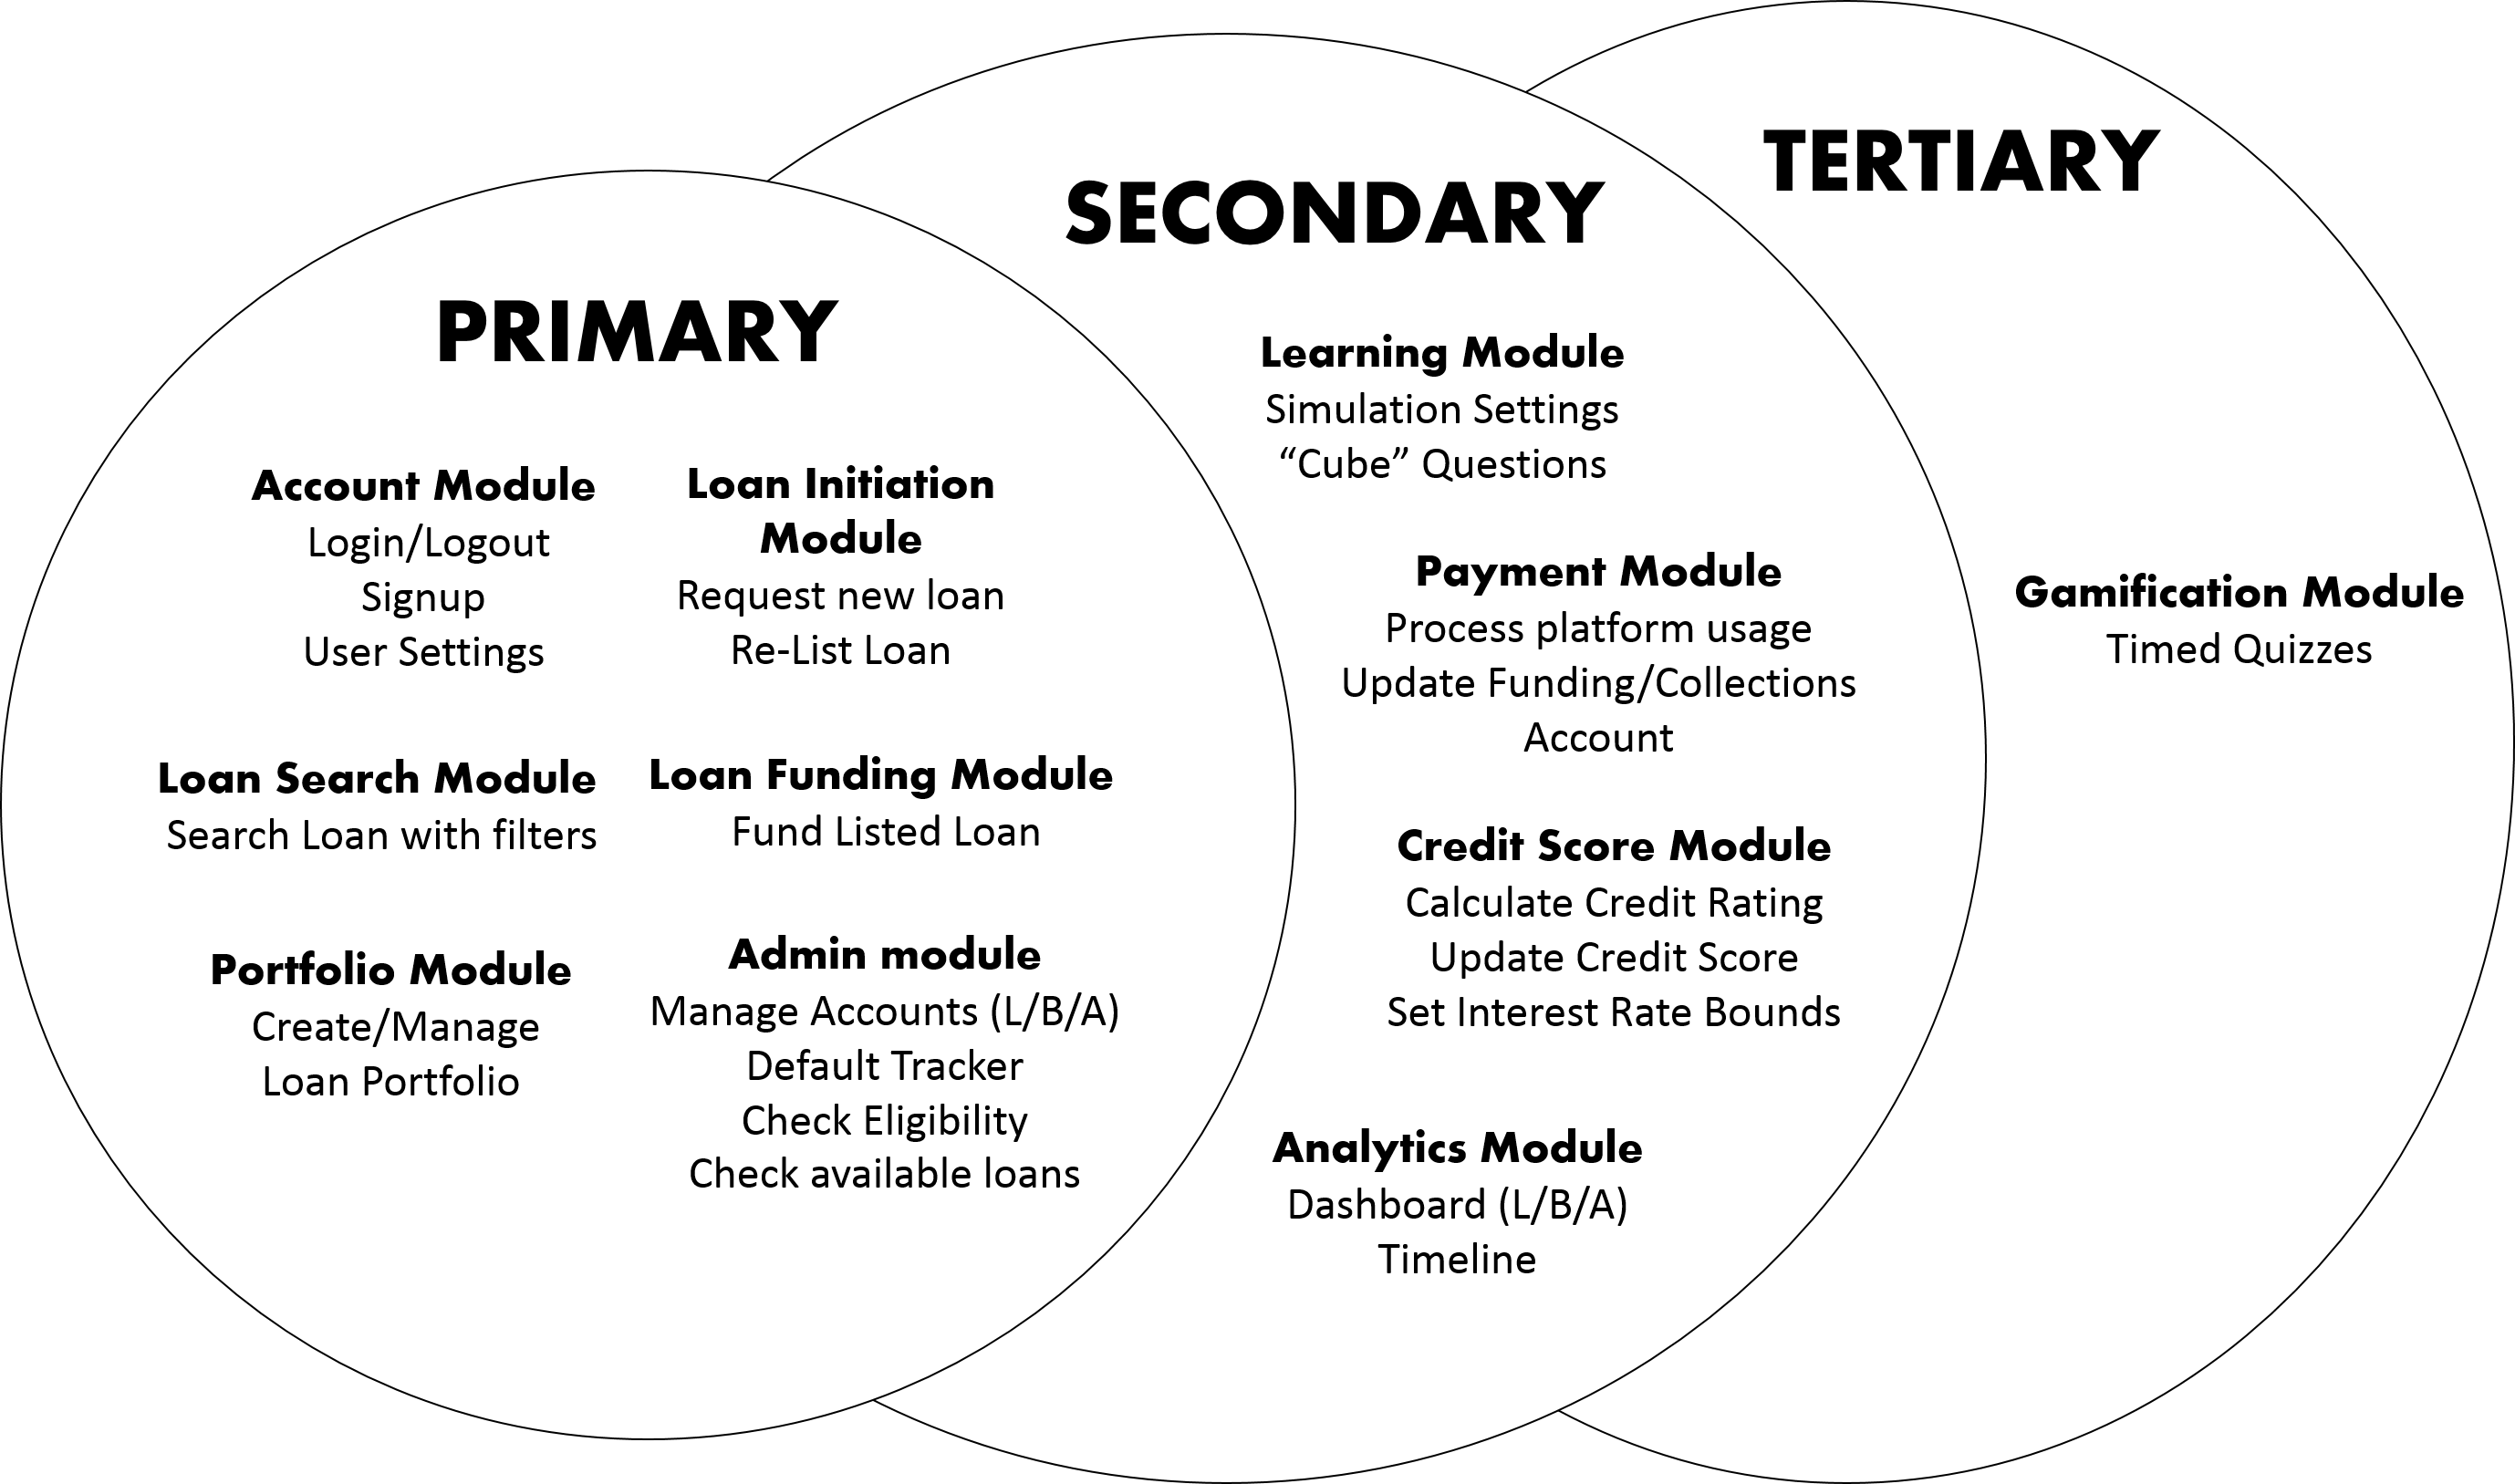 PRIMARY
Account Module
Login/Logout
Signup
User Settings
Loan Initiation
Module
Request new loan
Re-List Loan
Loan Search Module
Search Loan with filters
Loan Funding Module
Fund Listed Loan
Portfolio Module
Create/Manage
Loan Portfolio
Admin module
Manage Accounts (L/B/A)
Default Tracker
Check Eligibility
Check available loans
SECONDARY
Learning Module
Simulation Settings
“Cube” Questions
Payment Module
Process platform usage
Update Funding/Collections
Account
Credit Score Module
Calculate Credit Rating
Update Credit Score
Set Interest Rate Bounds
Analytics Module
Dashboard (L/B/A)
Timeline
TERTIARY
Gamification Module
Timed Quizzes